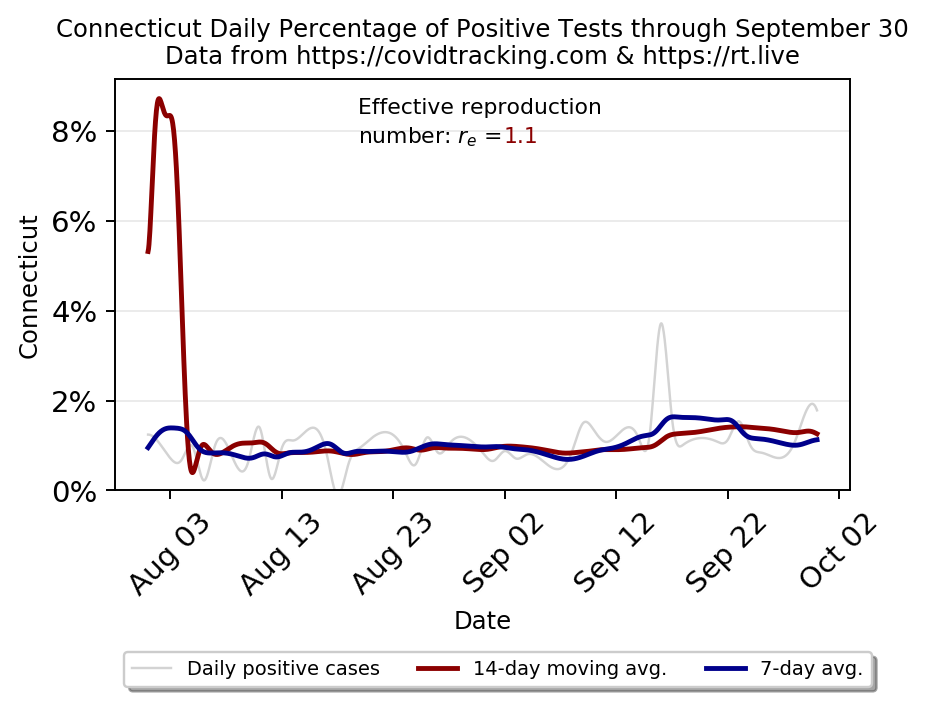 Connecticut Daily Percentage of Positive Tests through September 30
Data from https://covidtracking.com & https://rt.live
Effective reproduction
number: rₑ =1.1
8%
6%
4%
2%
0%
Connecticut
Aug 03
Aug 13
Aug 23
Sep 02
Sep 12
Sep 22
Oct 02
Date
Daily positive cases
14-day moving avg.
7-day avg.